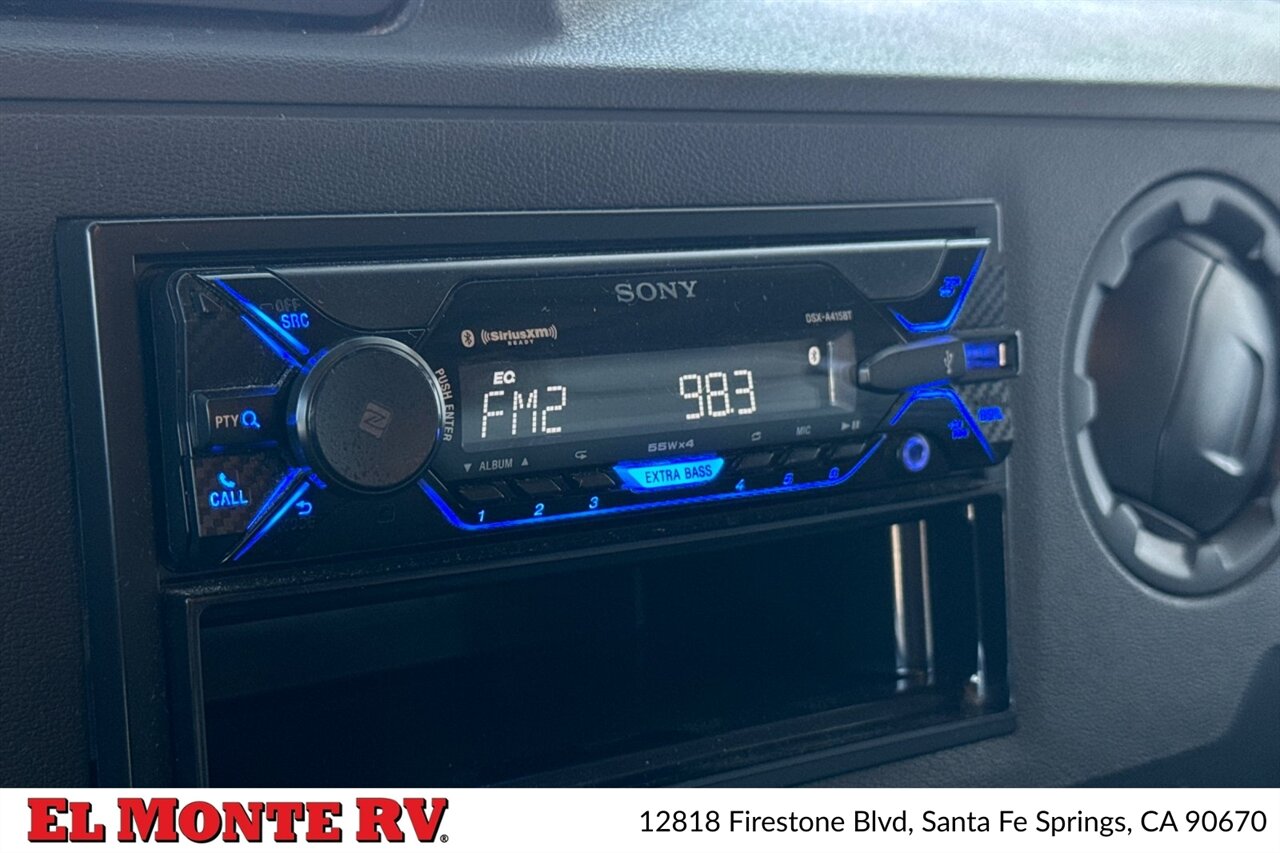 SONY
OFF
SRC
SiriusXM
READY
DSX-A415BT
PUSH ENTER
EQ
FM2 98.3
PTY
55W×4
ALBUM
MIC
EXTRA BASS
CALL
1 2 3 4 5 6
EL MONTE RV®
12818 Firestone Blvd, Santa Fe Springs, CA 90670